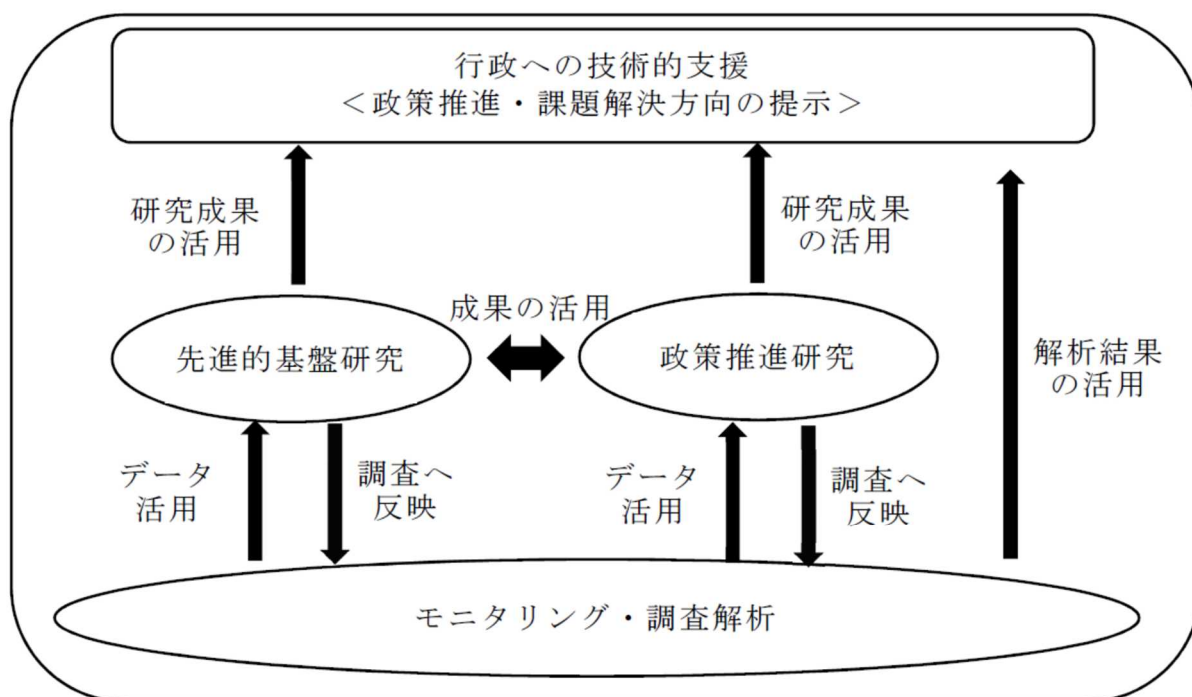 行政への技術的支援
＜政策推進・課題解決方向の提示＞
研究成果
の活用
研究成果
の活用
成果の活用
先進的基盤研究
政策推進研究
解析結果
の活用
データ
活用
調査へ
反映
データ
活用
調査へ
反映
モニタリング・調査解析